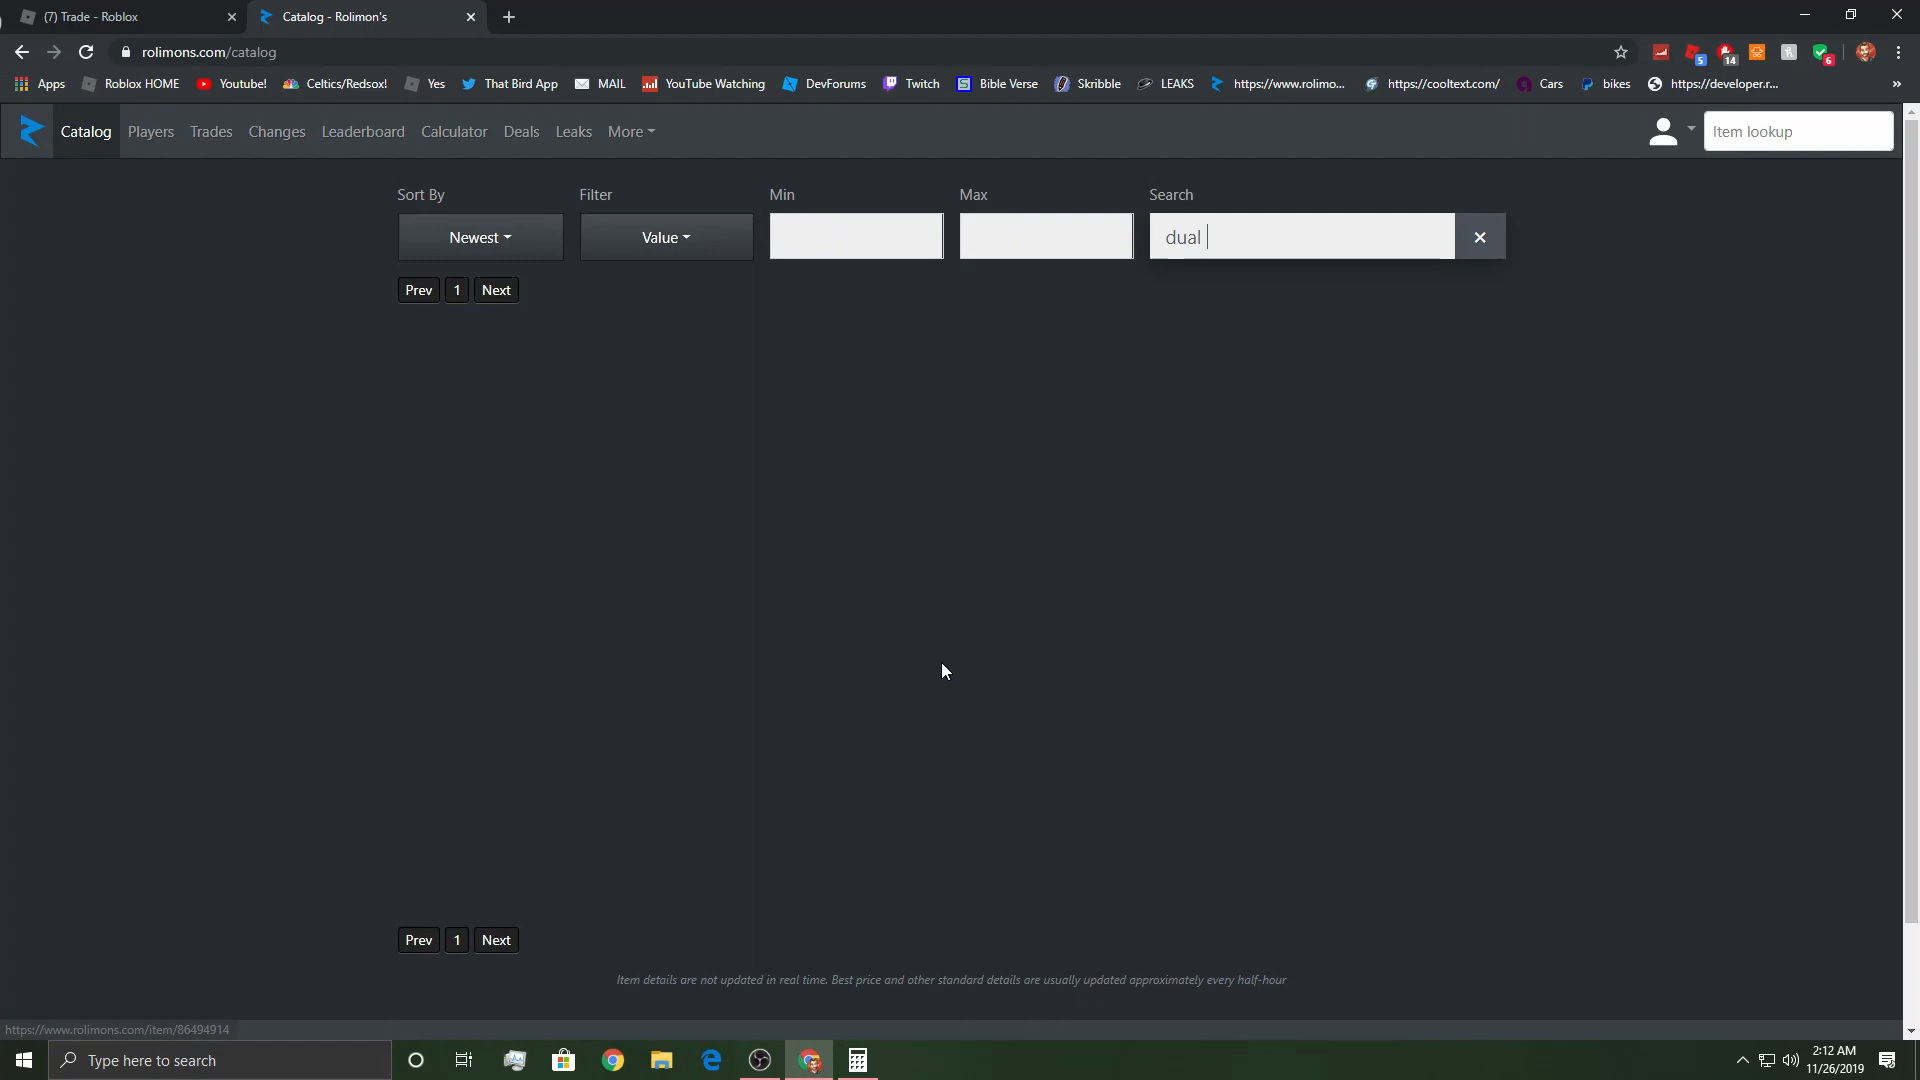 (7) Trade - Roblox
Catalog - Rolimon's
rolimons.com/catalog
5
14
6
Apps
Roblox HOME
Youtube!
Celtics/Redsox!
Yes
That Bird App
MAIL
YouTube Watching
DevForums
Twitch
Bible Verse
Skribble
LEAKS
https://www.rolimo...
https://cooltext.com/
Cars
bikes
https://developer.r...
»
Catalog Players Trades Changes Leaderboard Calculator Deals Leaks More
Item lookup
Sort By Filter Min Max Search
Newest Value dual
Prev 1 Next
Prev 1 Next
Item details are not updated in real time. Best price and other standard details are usually updated approximately every half-hour
https://www.rolimons.com/item/86494914
Type here to search
2:12 AM
11/26/2019